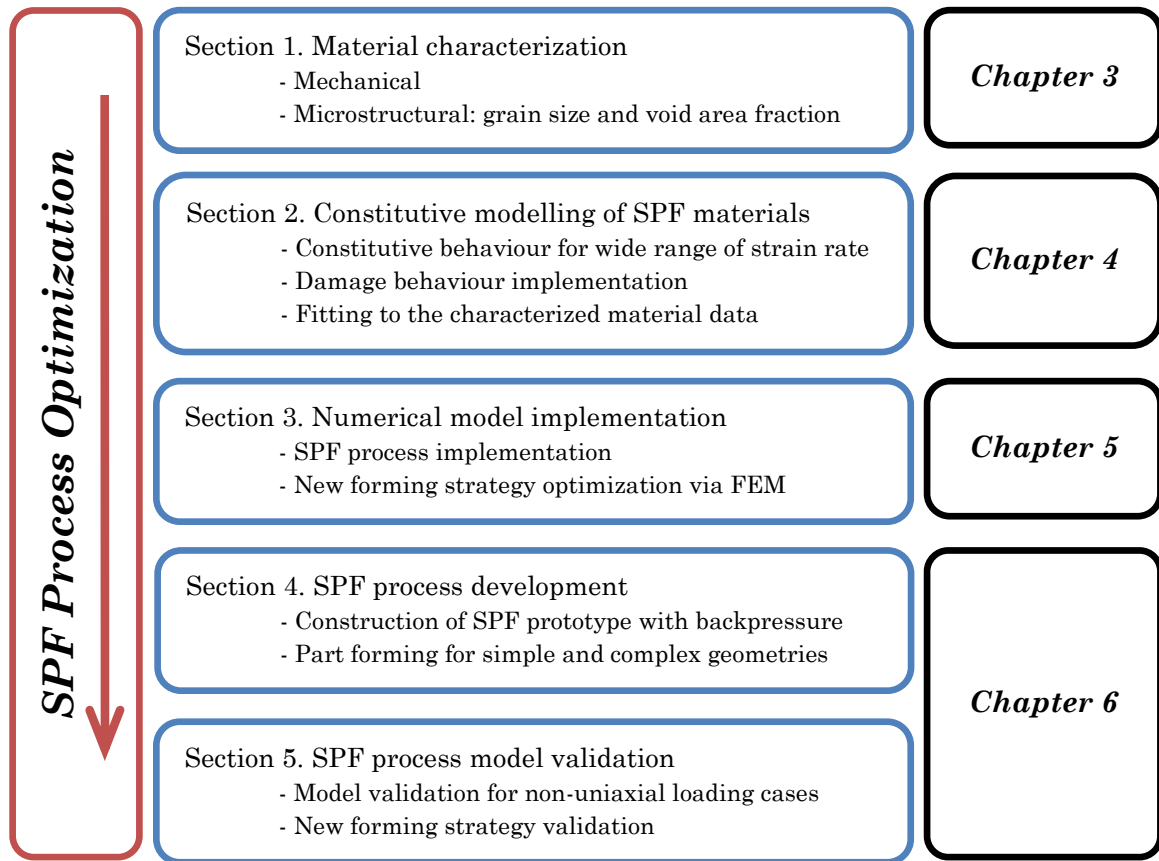 SPF Process Optimization
Section 1. Material characterization
- Mechanical
- Microstructural: grain size and void area fraction
Chapter 3
Section 2. Constitutive modelling of SPF materials
- Constitutive behaviour for wide range of strain rate
- Damage behaviour implementation
- Fitting to the characterized material data
Chapter 4
Section 3. Numerical model implementation
- SPF process implementation
- New forming strategy optimization via FEM
Chapter 5
Section 4. SPF process development
- Construction of SPF prototype with backpressure
- Part forming for simple and complex geometries
Section 5. SPF process model validation
- Model validation for non-uniaxial loading cases
- New forming strategy validation
Chapter 6